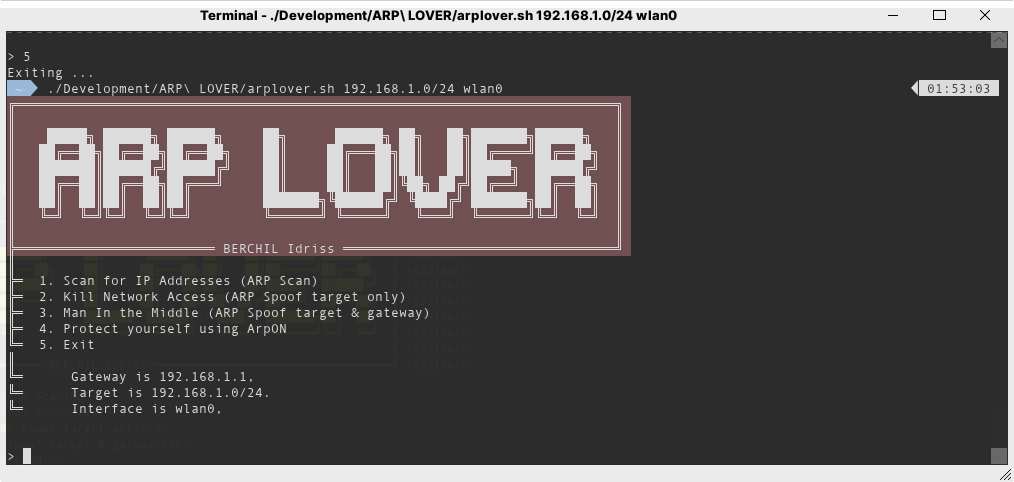 Terminal - ./Development/ARP\ LOVER/arplover.sh 192.168.1.0/24 wlan0
> 5
Exiting ...
~ ./Development/ARP\ LOVER/arplover.sh 192.168.1.0/24 wlan0 01:53:03
ARP LOVER
BERCHIL Idriss
1. Scan for IP Addresses (ARP Scan)
2. Kill Network Access (ARP Spoof target only)
3. Man In the Middle (ARP Spoof target & gateway)
4. Protect yourself using ArpON
5. Exit
Gateway is 192.168.1.1,
Target is 192.168.1.0/24.
Interface is wlan0,
>